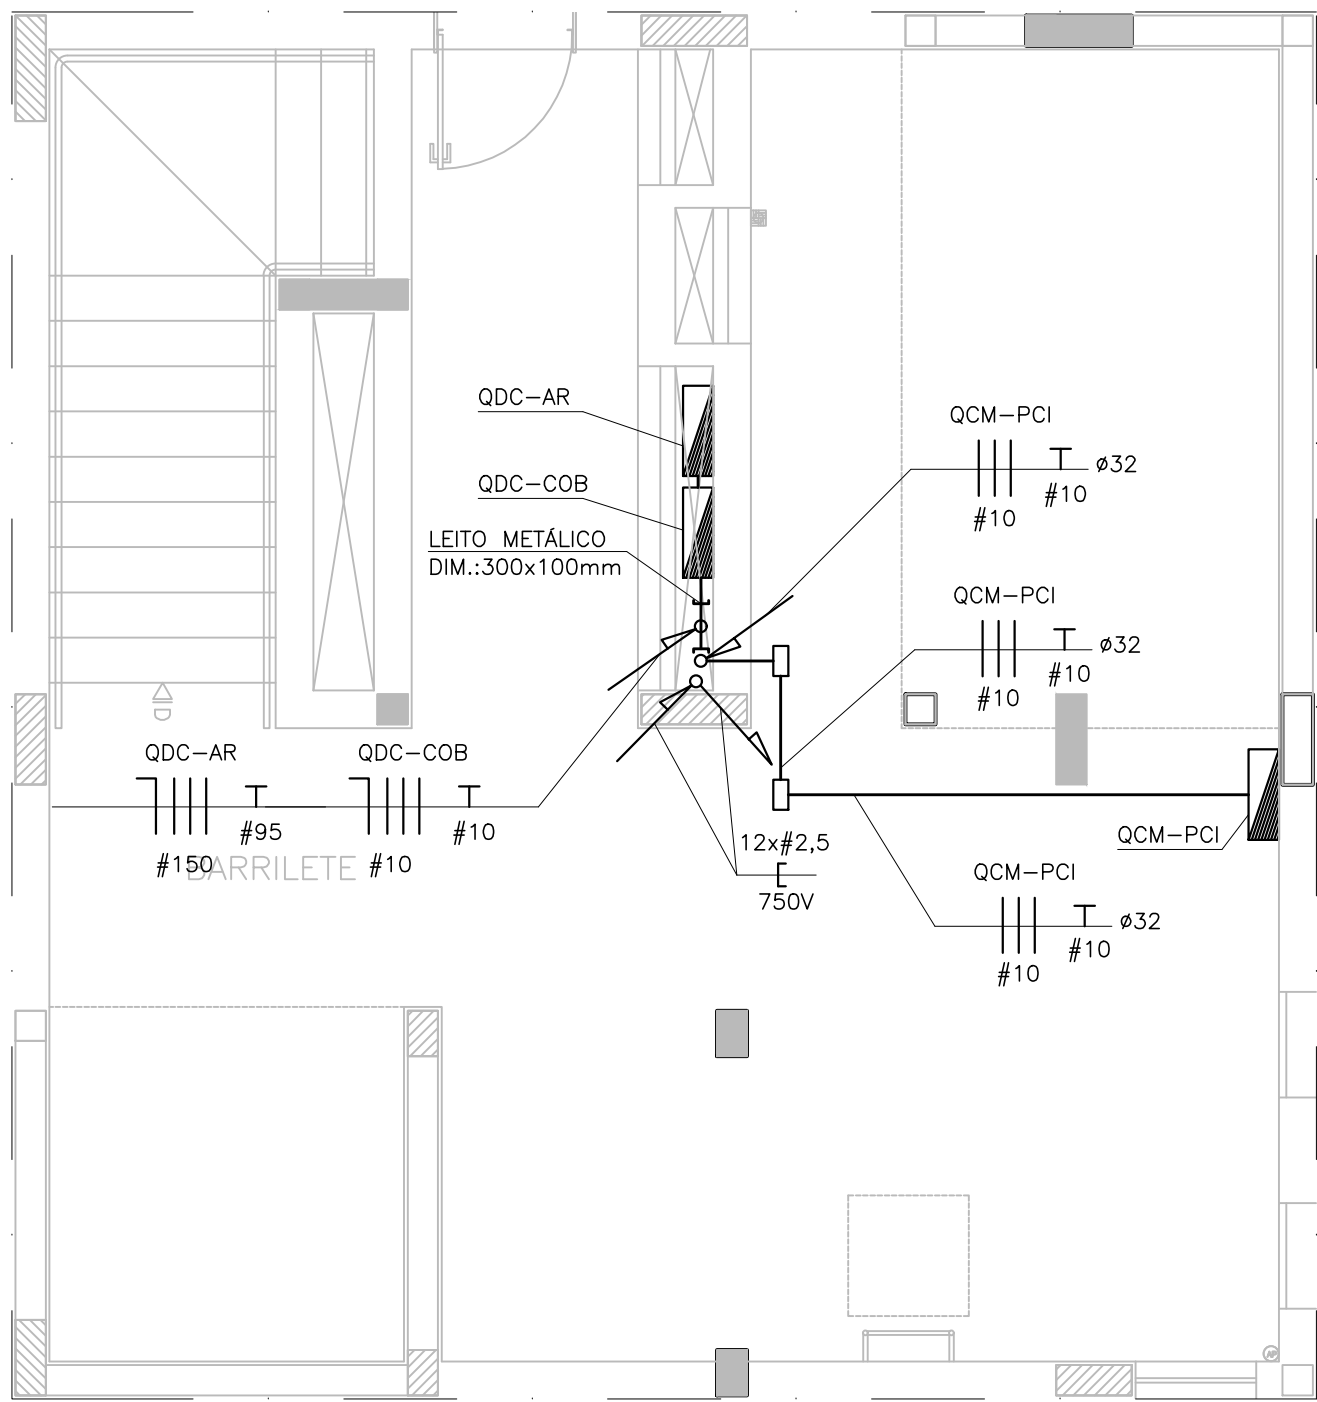 QDC-AR
QCM-PCI
ø32
#10
#10
QDC-COB
LEITO METÁLICO
DIM.:300x100mm
QCM-PCI
ø32
#10
#10
D
QDC-AR
QDC-COB
#95
#10
#150
#10
BARRILETE
12x#2,5
750V
QCM-PCI
QCM-PCI
ø32
#10
#10
AP